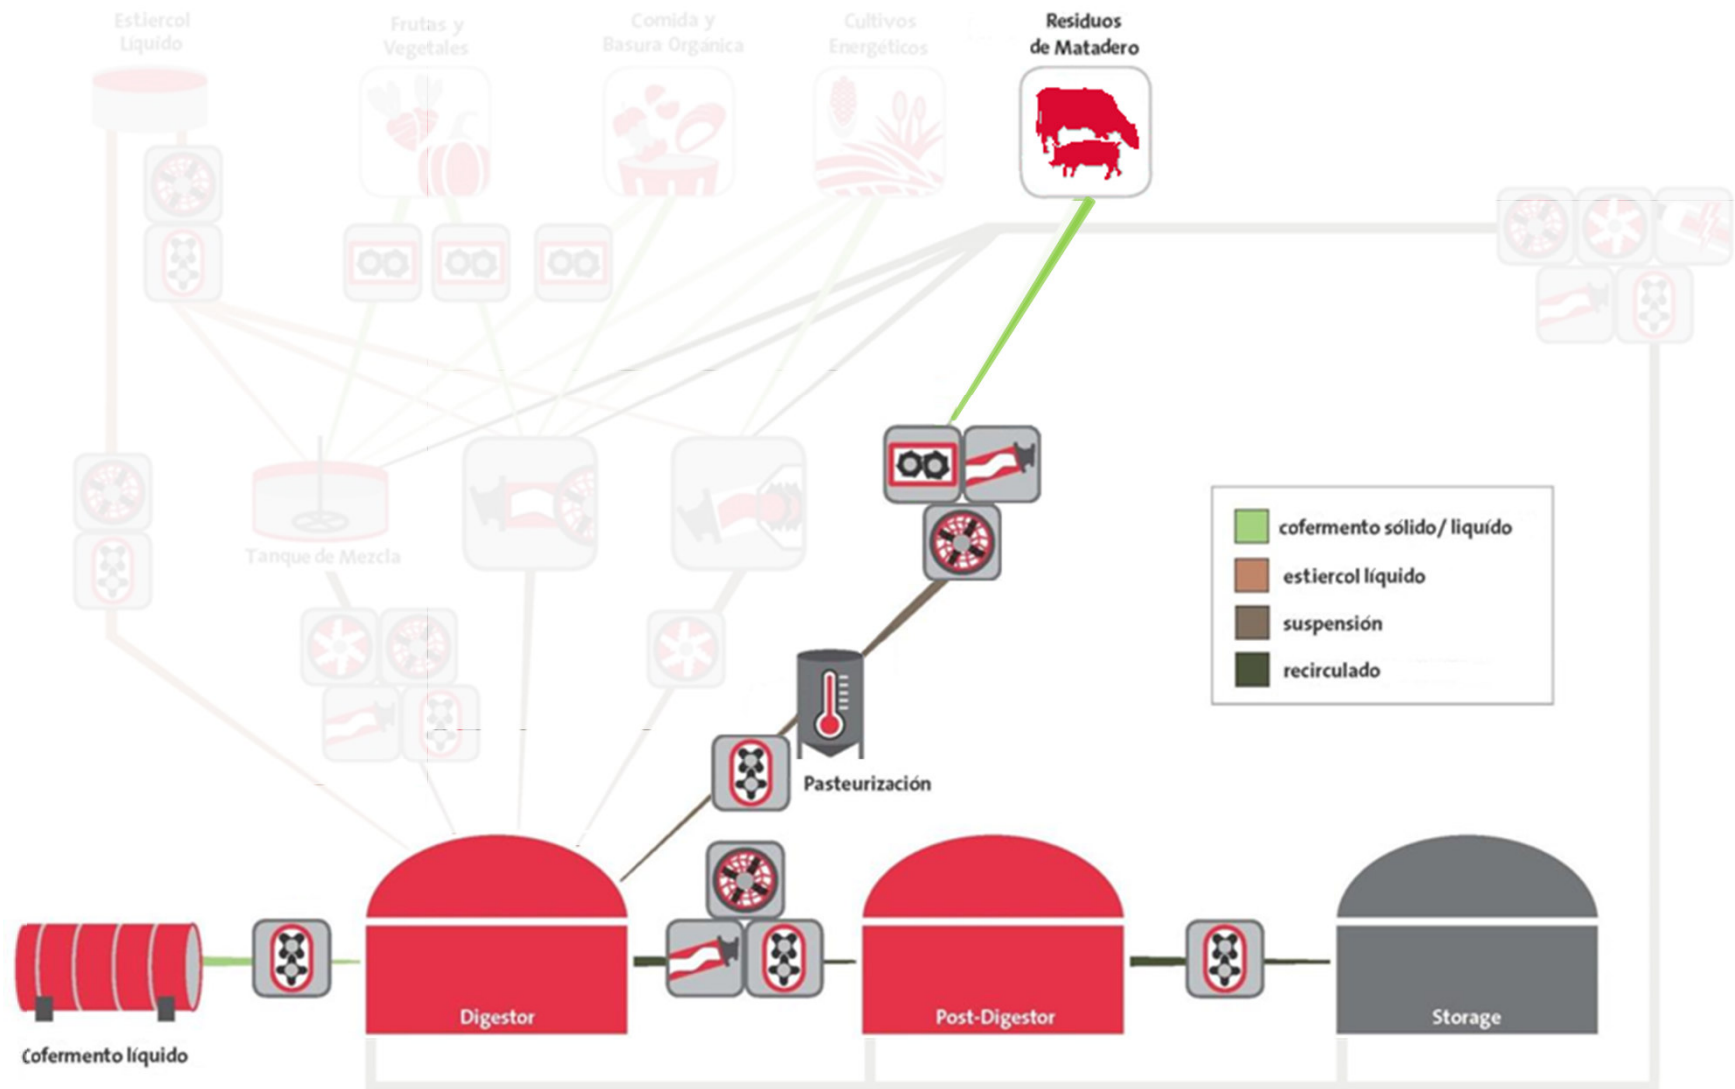 Estiercol
Líquido
Frutas y
Vegetales
Comida y
Basura Orgánica
Cultivos
Energéticos
Residuos
de Matadero
Tanque de Mezcla
cofermento sólido/ liquído
estiercol líquido
suspensión
recirculado
Pasteurización
Digestor
Post-Digestor
Storage
Cofermento líquido